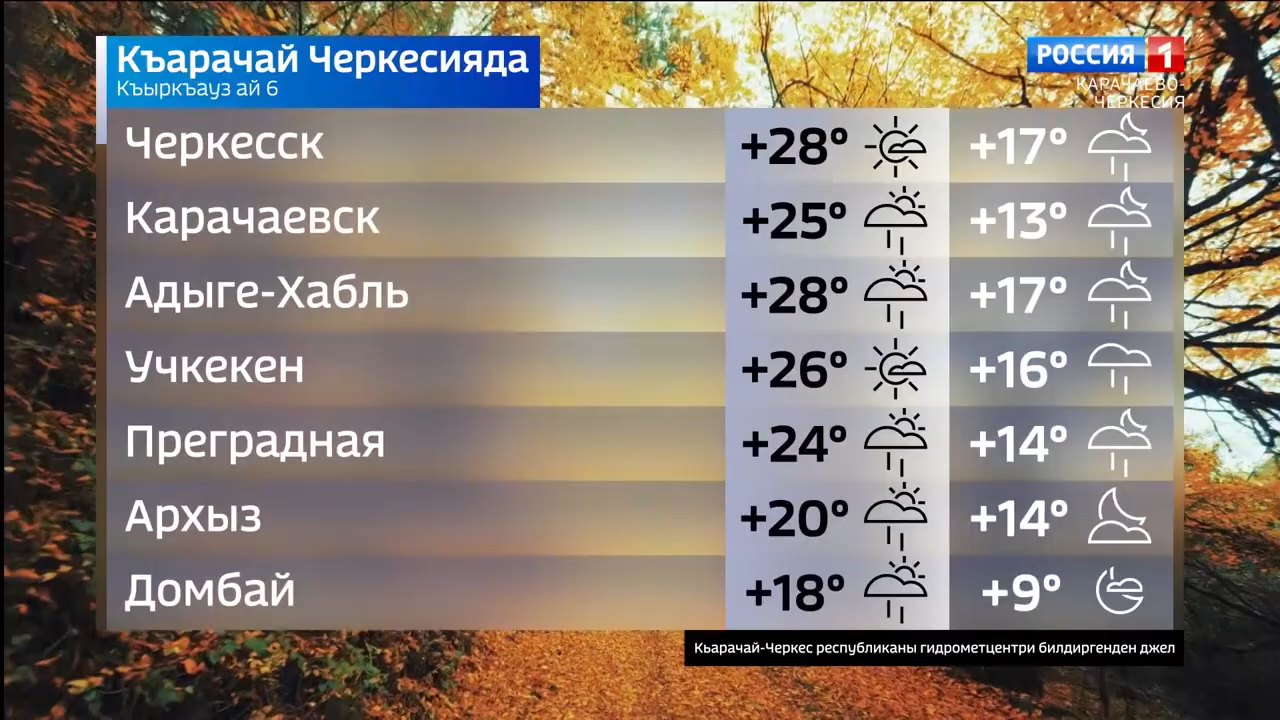 Къарачай Черкесияда
Къыркъауз ай 6
РОССИЯ 1
КАРАЧАЕВО-
ЧЕРКЕСИЯ
Черкесск +28° +17°
Карачаевск +25° +13°
Адыге-Хабль +28° +17°
Учкекен +26° +16°
Преградная +24° +14°
Архыз +20° +14°
Домбай +18° +9°
Кьарачай-Черкес республиканы гидрометцентри билдиргенден джел